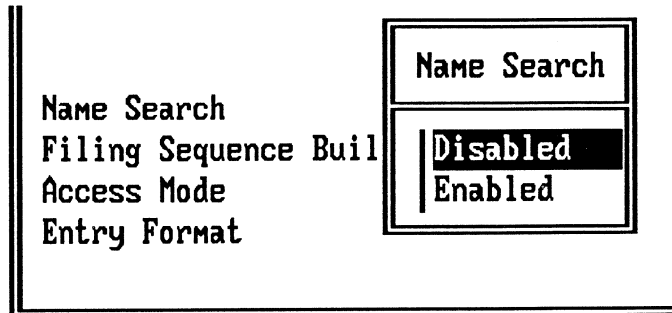 Name Search
Name Search
Filing Sequence Buil
Access Mode
Entry Format
Disabled
Enabled